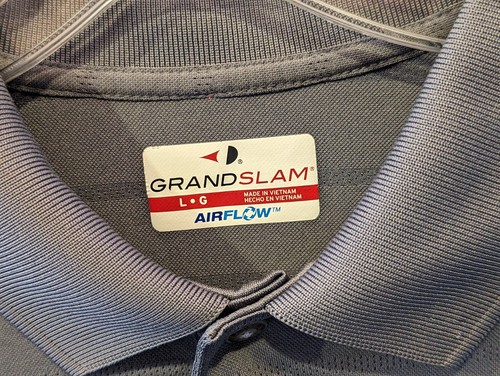 GRANDSLAM®
L • G
MADE IN VIETNAM
HECHO EN VIETNAM
AIRFLOW™